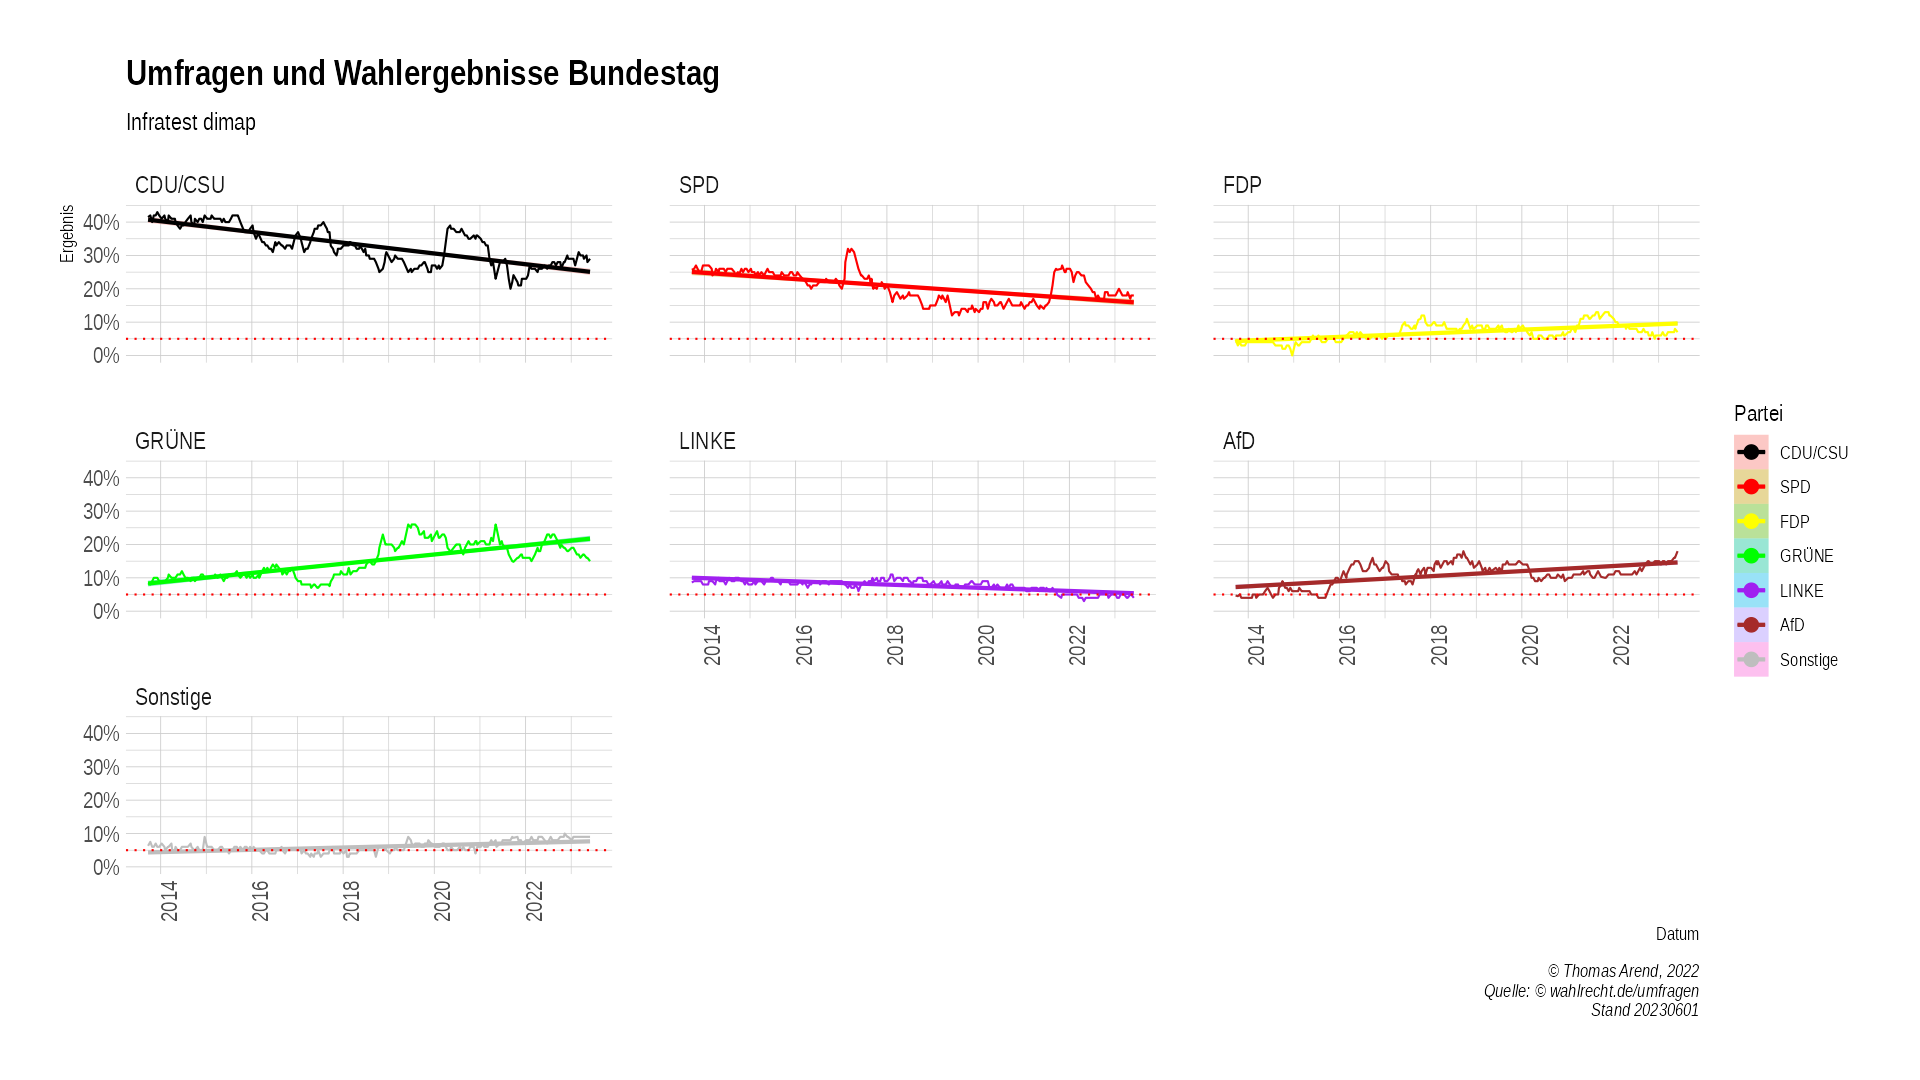 Umfragen und Wahlergebnisse Bundestag
Infratest dimap
CDU/CSU
SPD
FDP
Ergebnis
40%
30%
20%
10%
0%
GRÜNE
LINKE
AfD
40%
30%
20%
10%
0%
2014
2016
2018
2020
2022
2014
2016
2018
2020
2022
Sonstige
40%
30%
20%
10%
0%
2014
2016
2018
2020
2022
Partei
CDU/CSU
SPD
FDP
GRÜNE
LINKE
AfD
Sonstige
Datum
© Thomas Arend, 2022
Quelle: © wahlrecht.de/umfragen
Stand 20230601